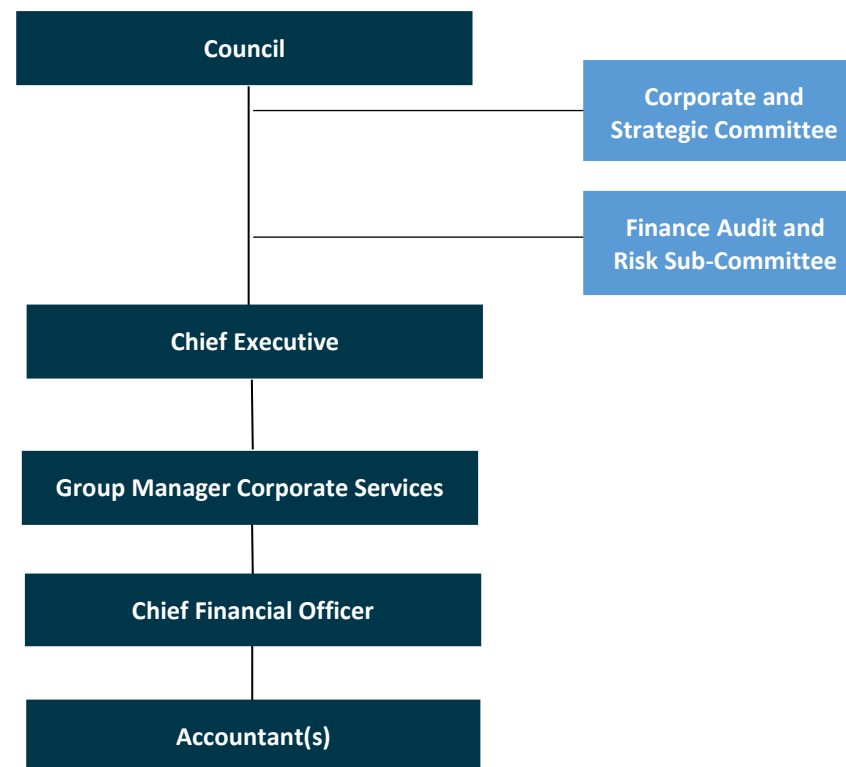 Council
Corporate and
Strategic Committee
Finance Audit and
Risk Sub-Committee
Chief Executive
Group Manager Corporate Services
Chief Financial Officer
Accountant(s)